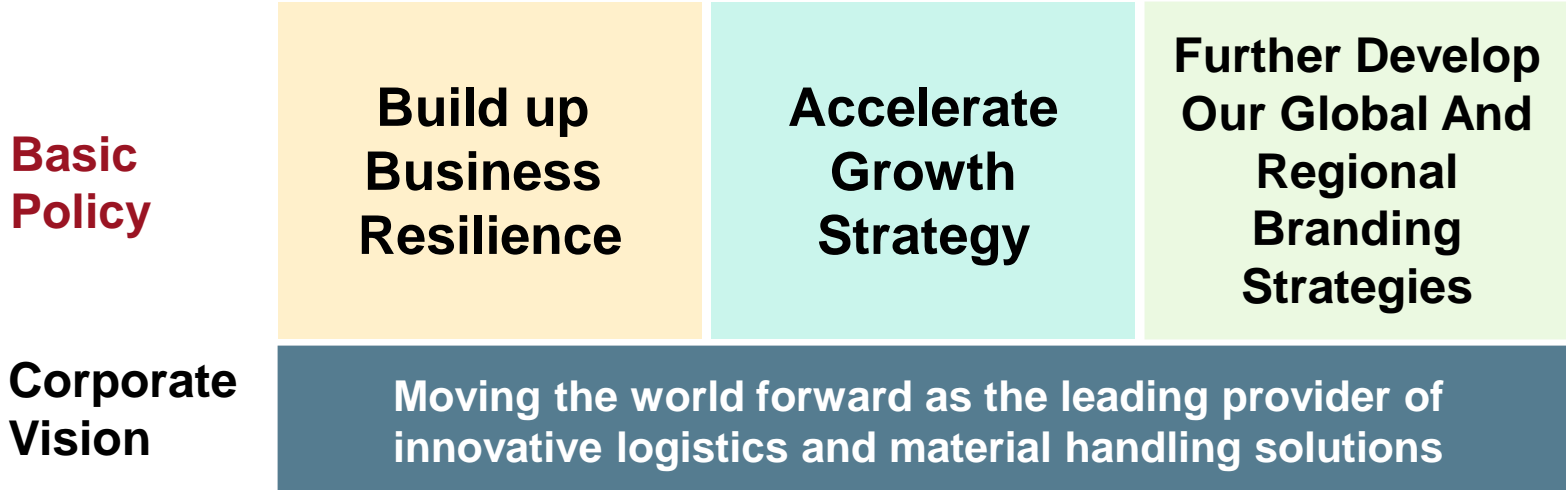 Basic
Policy
Build up
Business
Resilience
Accelerate
Growth
Strategy
Further Develop
Our Global And
Regional
Branding
Strategies
Corporate
Vision
Moving the world forward as the leading provider of
innovative logistics and material handling solutions